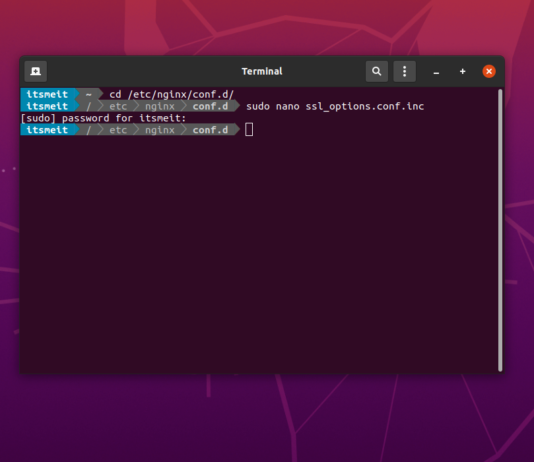 Terminal
itsmeit ~ cd /etc/nginx/conf.d/
itsmeit / etc nginx conf.d sudo nano ssl_options.conf.inc
[sudo] password for itsmeit:
itsmeit / etc nginx conf.d